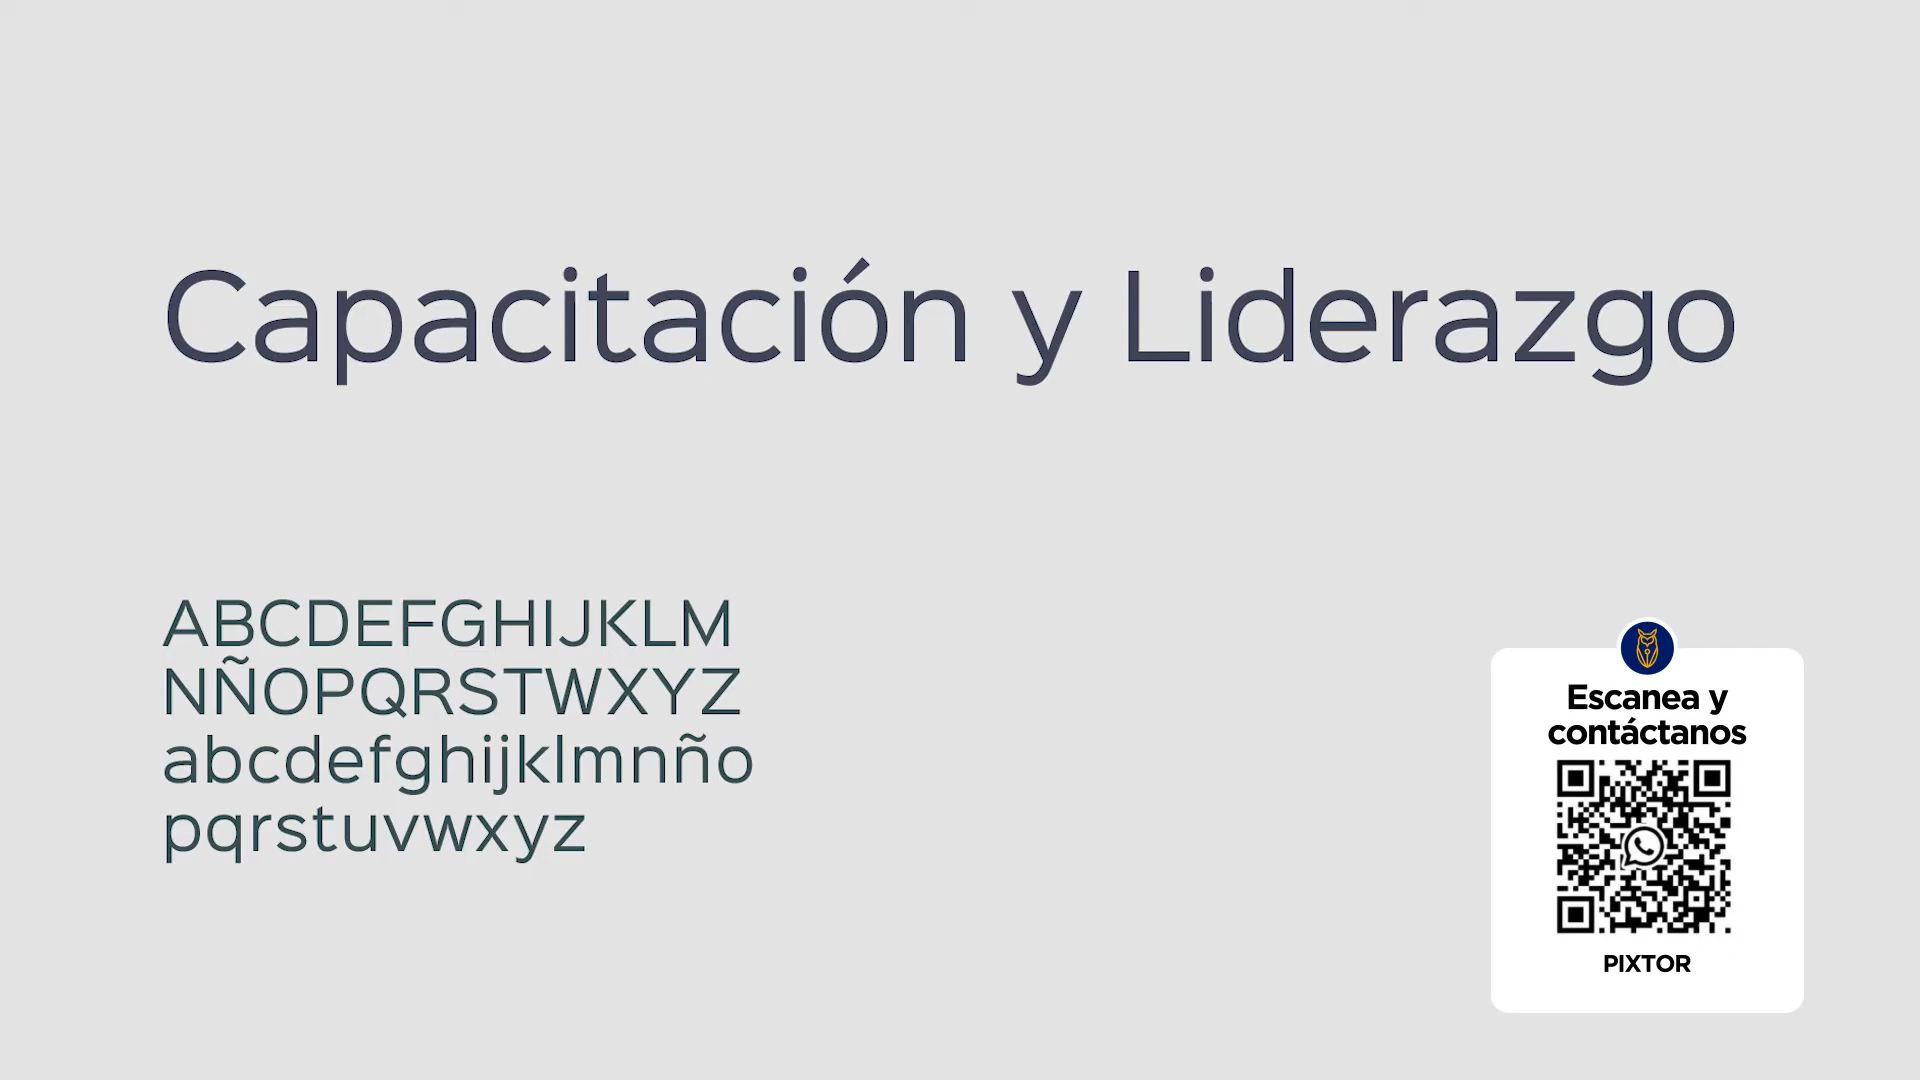 Capacitación y Liderazgo
ABCDEFGHIJKLM
NÑOPQRSTWXYZ
abcdefghijklmnño
pqrstuvwxyz
Escanea y
contáctanos
PIXTOR